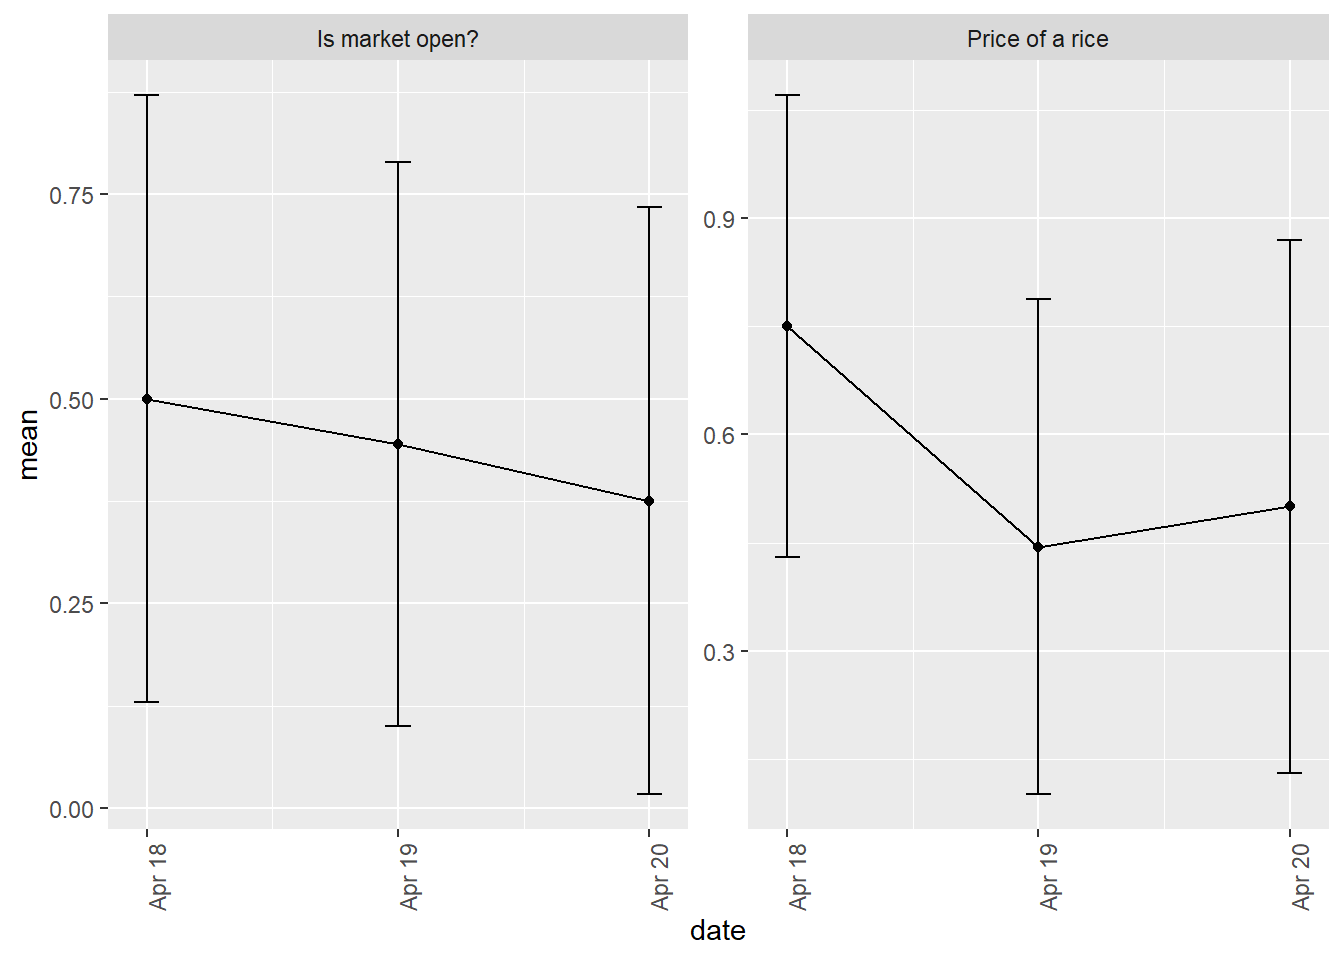 Is market open?
Price of a rice
mean
0.75
0.50
0.25
0.00
0.9
0.6
0.3
Apr 18
Apr 19
Apr 20
Apr 18
Apr 19
Apr 20
date